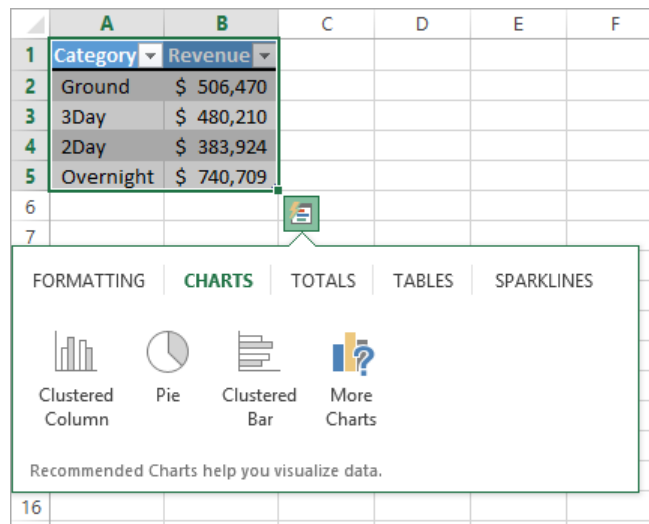 A B C D E F
1 Category Revenue
2 Ground $ 506,470
3 3Day $ 480,210
4 2Day $ 383,924
5 Overnight $ 740,709
6
7
FORMATTING CHARTS TOTALS TABLES SPARKLINES
Clustered Pie Clustered More
Column Bar Charts
Recommended Charts help you visualize data.
16